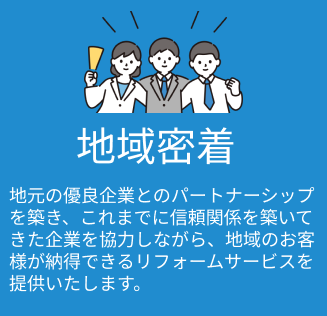 地域密着
地元の優良企業とのパートナーシップ
を築き、これまでに信頼関係を築いて
きた企業を協力しながら、地域のお客
様が納得できるリフォームサービスを
提供いたします。